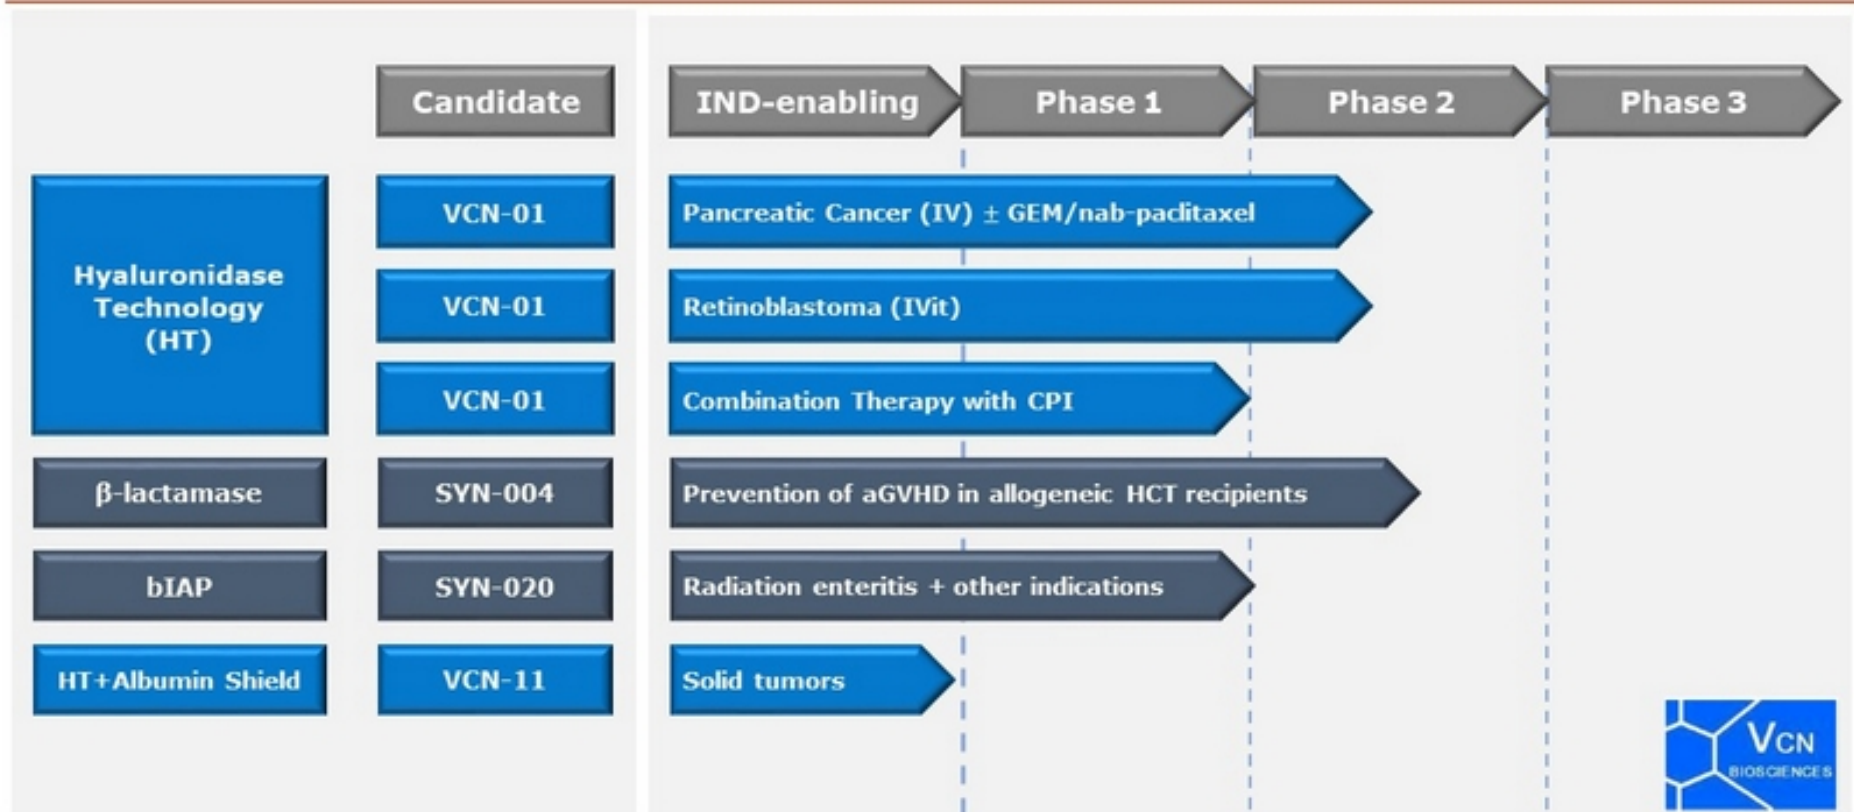 Candidate
IND-enabling
Phase 1
Phase 2
Phase 3
Hyaluronidase
Technology
(HT)
VCN-01
Pancreatic Cancer (IV) ± GEM/nab-paclitaxel
VCN-01
Retinoblastoma (IVit)
VCN-01
Combination Therapy with CPI
β-lactamase
SYN-004
Prevention of aGVHD in allogeneic HCT recipients
bIAP
SYN-020
Radiation enteritis + other indications
HT+Albumin Shield
VCN-11
Solid tumors
VCN
BIOSCIENCES